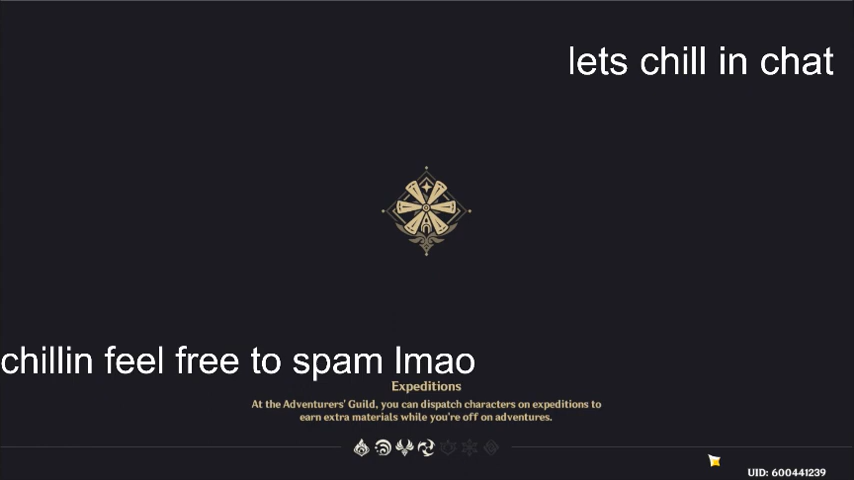 lets chill in chat
chillin feel free to spam lmao
Expeditions
At the Adventurers' Guild, you can dispatch characters on expeditions to
earn extra materials while you're off on adventures.
UID: 600441239